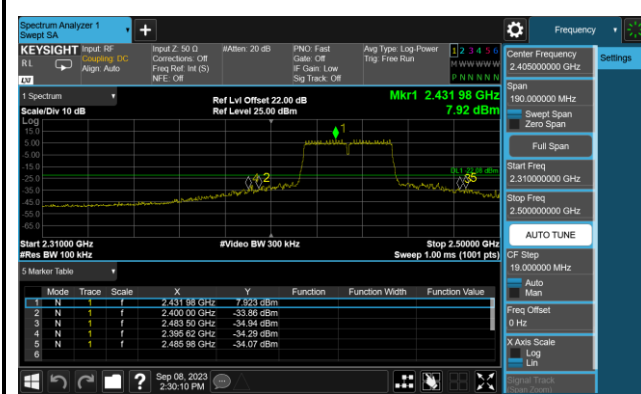 Spectrum Analyzer 1
Swept SA
Frequency
KEYSIGHT Input: RF
R L Coupling: DC
Align: Auto
LXI
Input Z: 50 Ω
Corrections: Off
Freq Ref: Int (S)
NFE: Off
#Atten: 20 dB
PNO: Fast
Gate: Off
IF Gain: Low
Sig Track: Off
Avg Type: Log-Power
Trig: Free Run
1 2 3 4 5 6
M W W W W W
P N N N N N
1 Spectrum
Scale/Div 10 dB
Log
Ref Lvl Offset 22.00 dB
Ref Level 25.00 dBm
Mkr1 2.431 98 GHz
7.92 dBm
15.0
5.00
-5.00
-15.0
-25.0
-35.0
-45.0
-55.0
-65.0
1
2
5
Start 2.31000 GHz
#Res BW 100 kHz
#Video BW 300 kHz
Stop 2.50000 GHz
Sweep 1.00 ms (1001 pts)
5 Marker Table
Mode Trace Scale X Y Function Function Width Function Value
1 N 1 f 2.431 98 GHz 7.923 dBm
2 N 1 f 2.400 00 GHz -33.86 dBm
3 N 1 f 2.483 50 GHz -34.94 dBm
4 N 1 f 2.395 62 GHz -34.29 dBm
5 N 1 f 2.485 98 GHz -34.07 dBm
6
Sep 08, 2023
2:30:10 PM
Center Frequency
2.405000000 GHz
Settings
Span
190.000000 MHz
Swept Span
Zero Span
Full Span
Start Freq
2.310000000 GHz
Stop Freq
2.500000000 GHz
AUTO TUNE
CF Step
19.000000 MHz
Auto
Man
Freq Offset
0 Hz
X Axis Scale
Log
Lin
Signal Track
(Span Zoom)